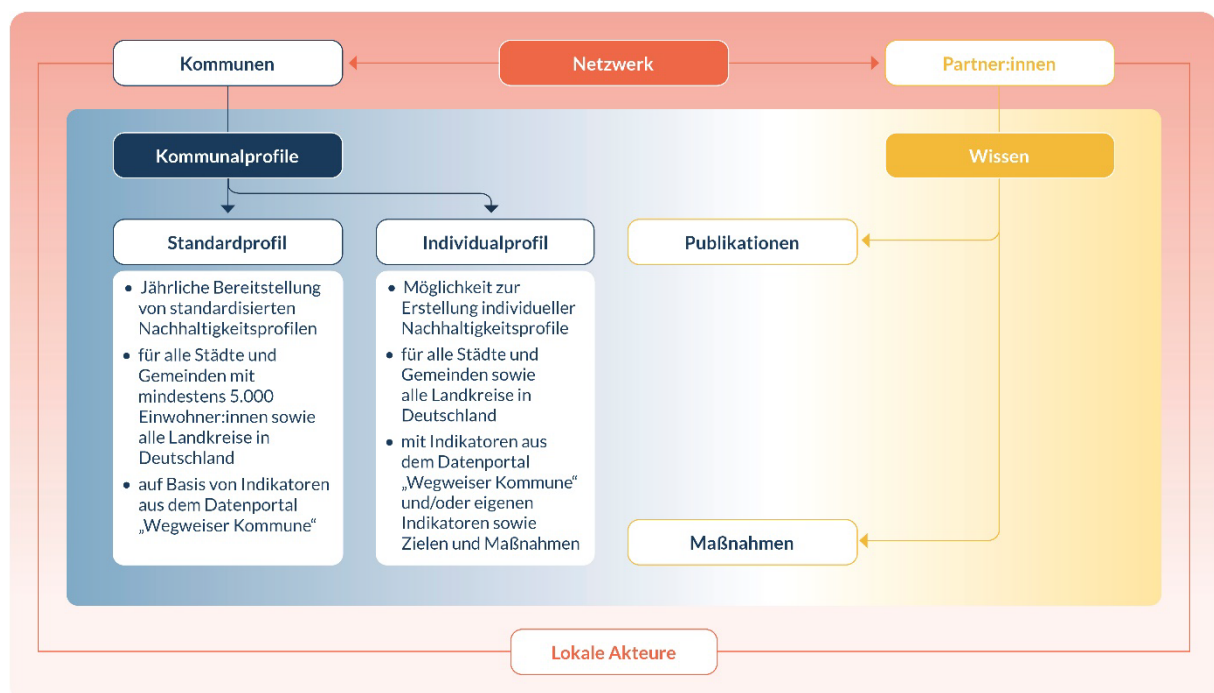 Kommunen
Netzwerk
Partner:innen
Kommunalprofile
Wissen
Standardprofil
Individualprofil
Publikationen
• Jährliche Bereitstellung
von standardisierten
Nachhaltigkeitsprofilen
• für alle Städte und
Gemeinden mit
mindestens 5.000
Einwohner:innen sowie
alle Landkreise in
Deutschland
• auf Basis von Indikatoren
aus dem Datenportal
„Wegweiser Kommune“
• Möglichkeit zur
Erstellung individueller
Nachhaltigkeitsprofile
• für alle Städte und
Gemeinden sowie
alle Landkreise in
Deutschland
• mit Indikatoren aus
dem Datenportal
„Wegweiser Kommune“
und/oder eigenen
Indikatoren sowie
Zielen und Maßnahmen
Maßnahmen
Lokale Akteure